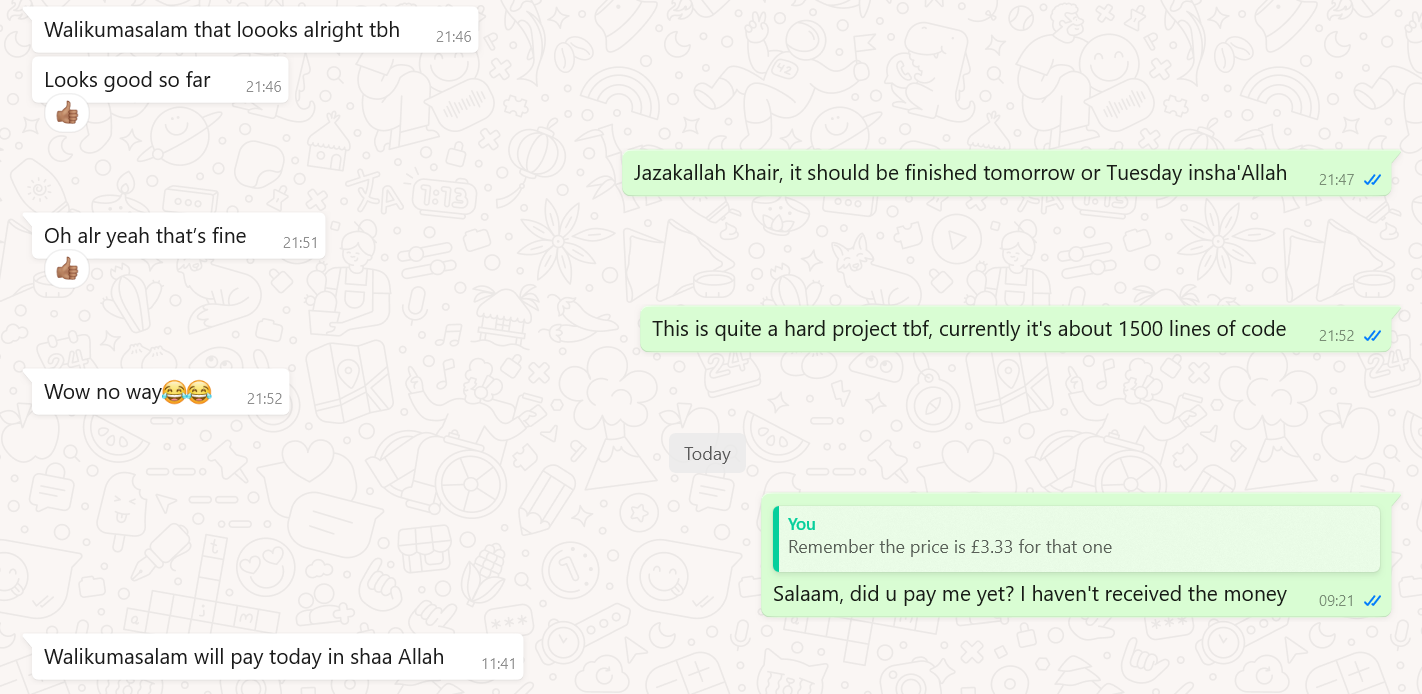 Walikumasalam that loooks alright tbh
21:46
Looks good so far
21:46
👍🏽
Jazakallah Khair, it should be finished tomorrow or Tuesday insha'Allah
21:47
Oh alr yeah that’s fine
21:51
👍🏽
This is quite a hard project tbf, currently it's about 1500 lines of code
21:52
Wow no way😂😂
21:52
Today
You
Remember the price is £3.33 for that one
Salaam, did u pay me yet? I haven't received the money
09:21
Walikumasalam will pay today in shaa Allah
11:41